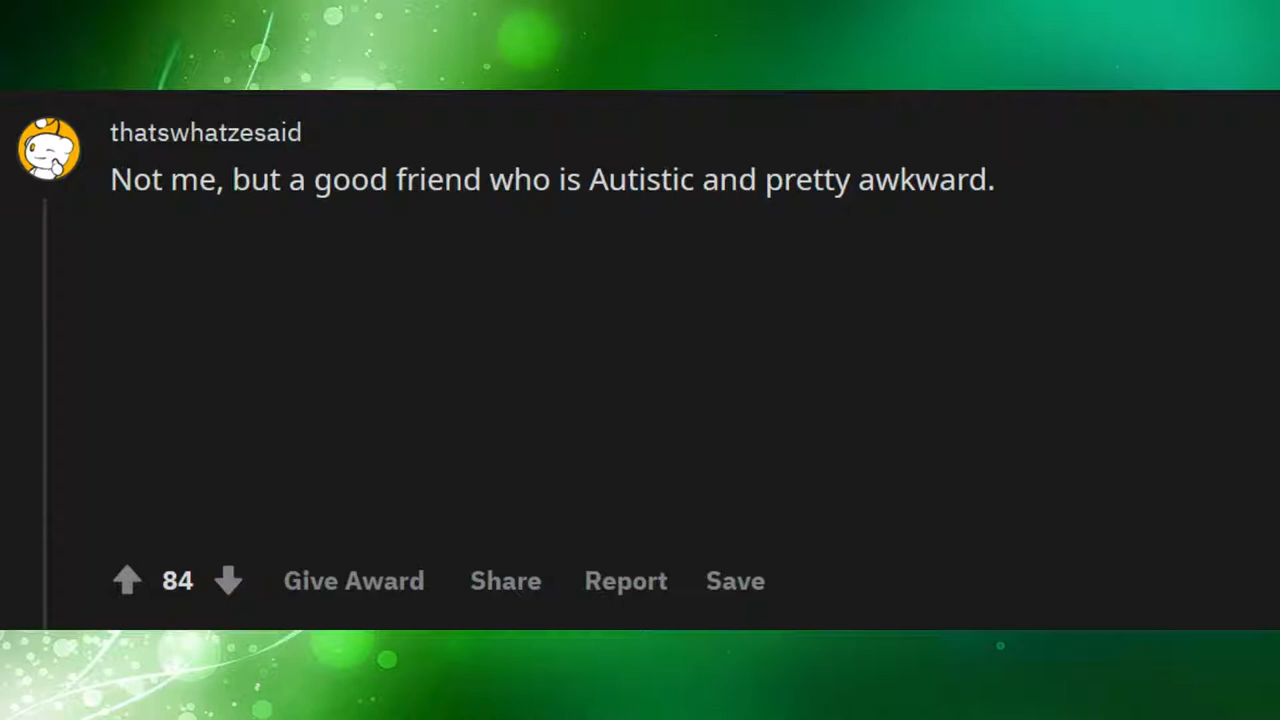 thatswhatzesaid
Not me, but a good friend who is Autistic and pretty awkward.
84 Give Award Share Report Save